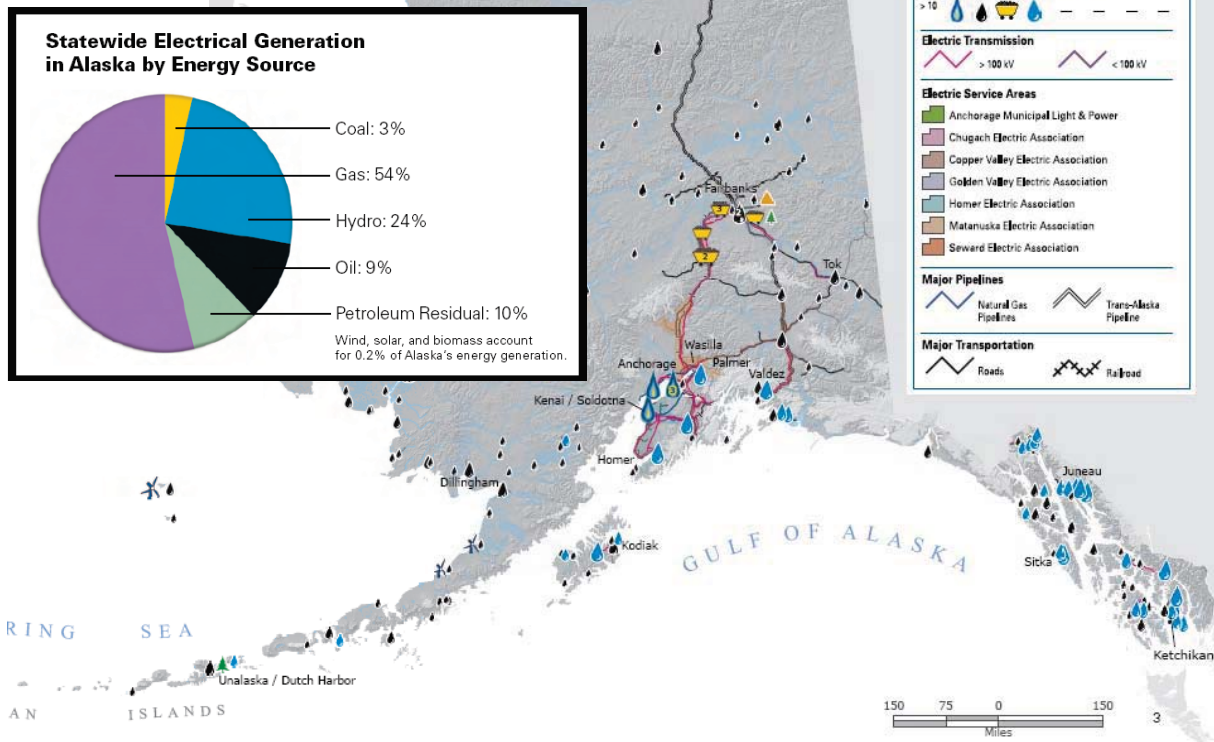 Statewide Electrical Generation
in Alaska by Energy Source
Coal: 3%
Gas: 54%
Hydro: 24%
Oil: 9%
Petroleum Residual: 10%
Wind, solar, and biomass account
for 0.2% of Alaska's energy generation.
> 10
Electric Transmission
> 100 kV
< 100 kV
Electric Service Areas
Anchorage Municipal Light & Power
Chugach Electric Association
Copper Valley Electric Association
Golden Valley Electric Association
Homer Electric Association
Matanuska Electric Association
Seward Electric Association
Major Pipelines
Natural Gas
Pipelines
Trans-Alaska
Pipeline
Major Transportation
Roads
Railroad
Fairbanks
3
2
Tok
Wasilla
Anchorage
Palmer
3
Valdez
Kenai / Soldotna
Homer
Dillingham
Juneau
Kodiak
GULF OF ALASKA
Sitka
RING SEA
Ketchikan
Unalaska / Dutch Harbor
AN ISLANDS
150 75 0 150
Miles
3